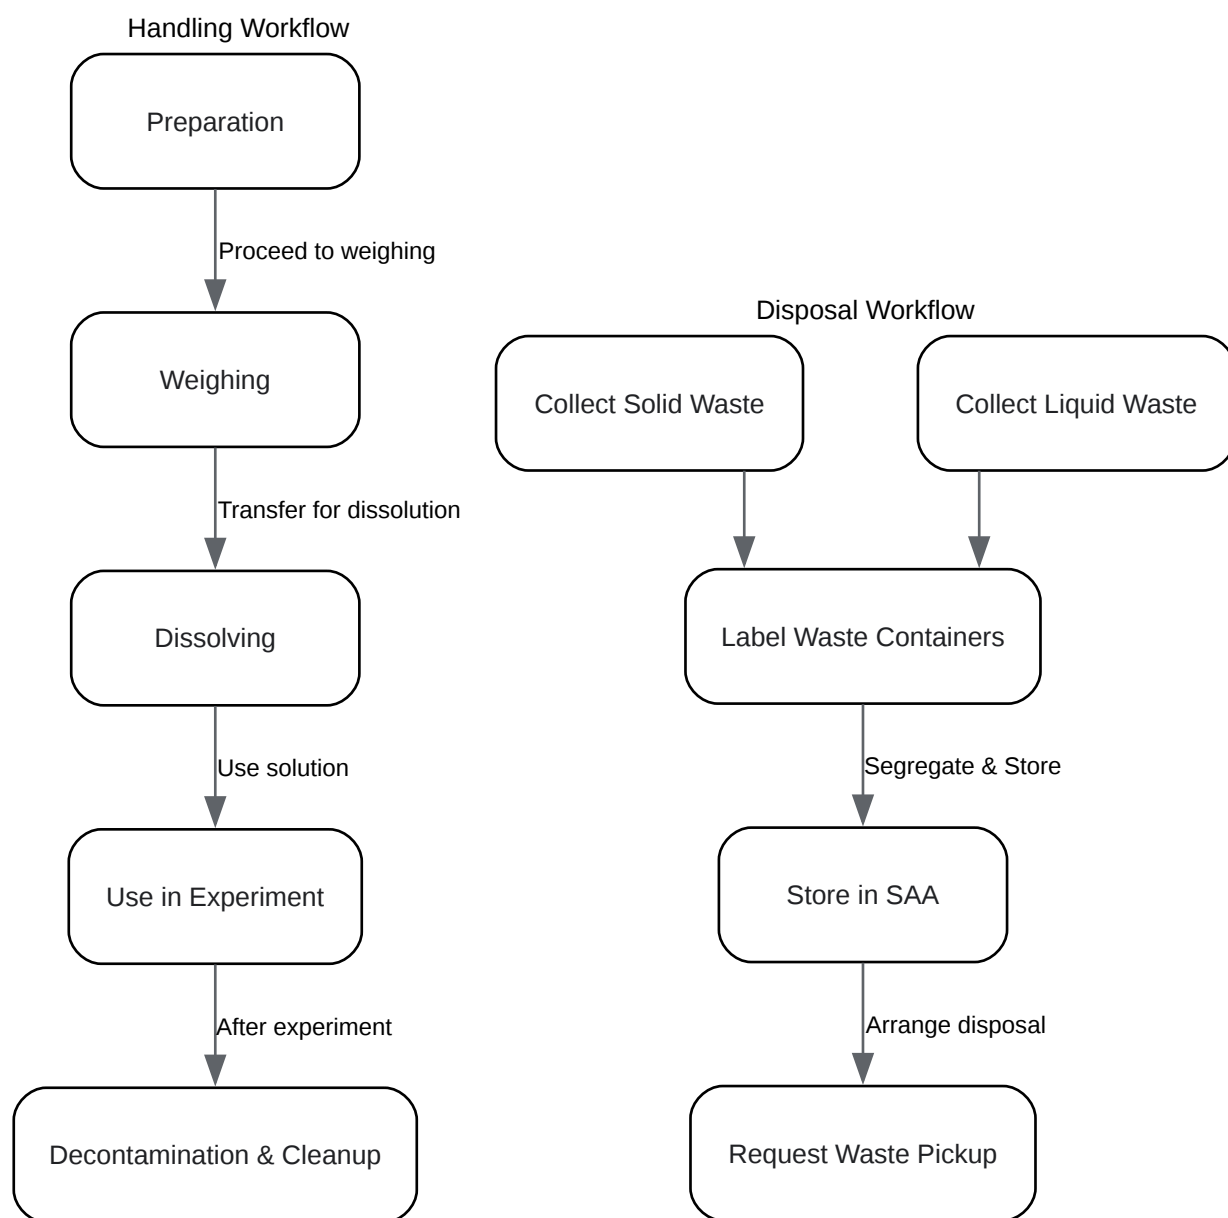 Handling Workflow
Preparation
Proceed to weighing
Weighing
Transfer for dissolution
Dissolving
Use solution
Use in Experiment
After experiment
Decontamination & Cleanup
Disposal Workflow
Collect Solid Waste
Collect Liquid Waste
Label Waste Containers
Segregate & Store
Store in SAA
Arrange disposal
Request Waste Pickup